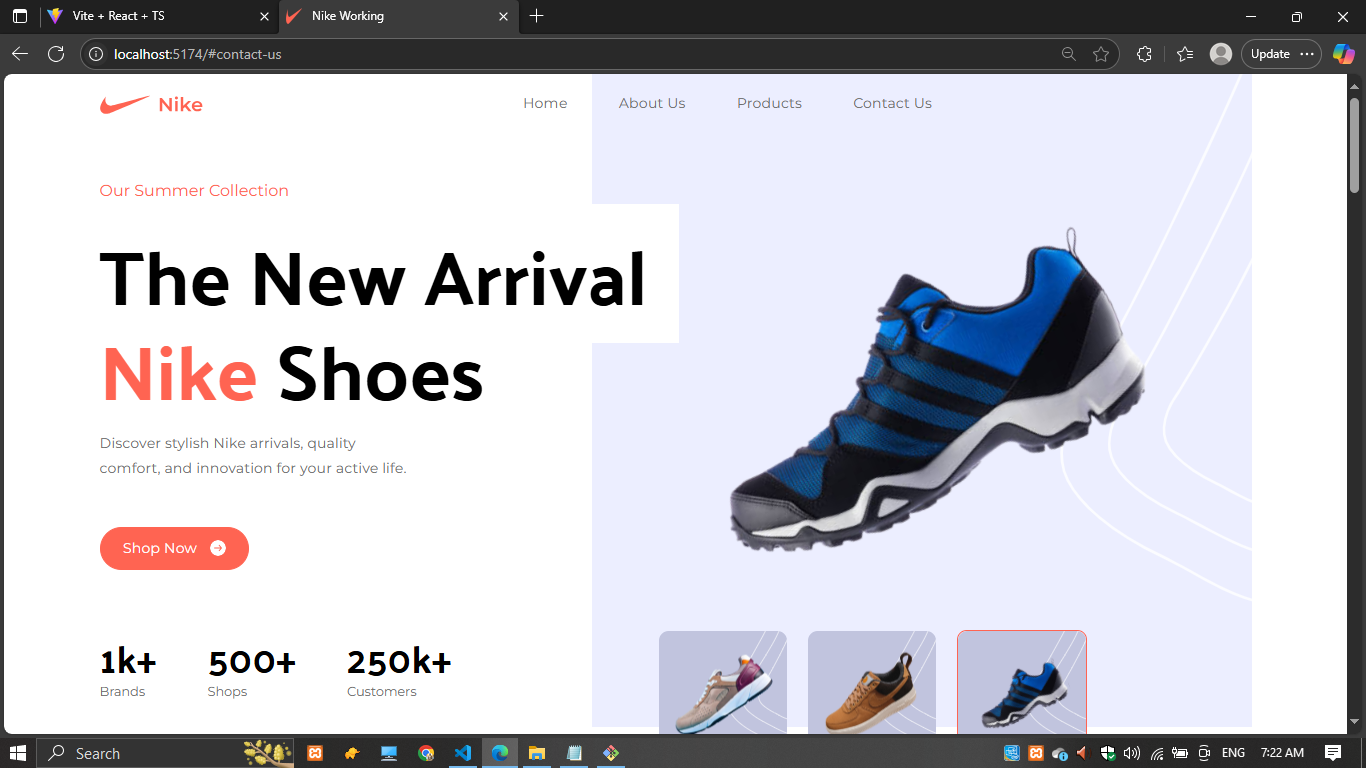 Vite + React + TS
Nike Working
localhost:5174/#contact-us
Update
Nike
Home
About Us
Products
Contact Us
Our Summer Collection
The New Arrival
Nike Shoes
Discover stylish Nike arrivals, quality
comfort, and innovation for your active life.
Shop Now
1k+
500+
250k+
Brands
Shops
Customers
Search
ENG
7:22 AM